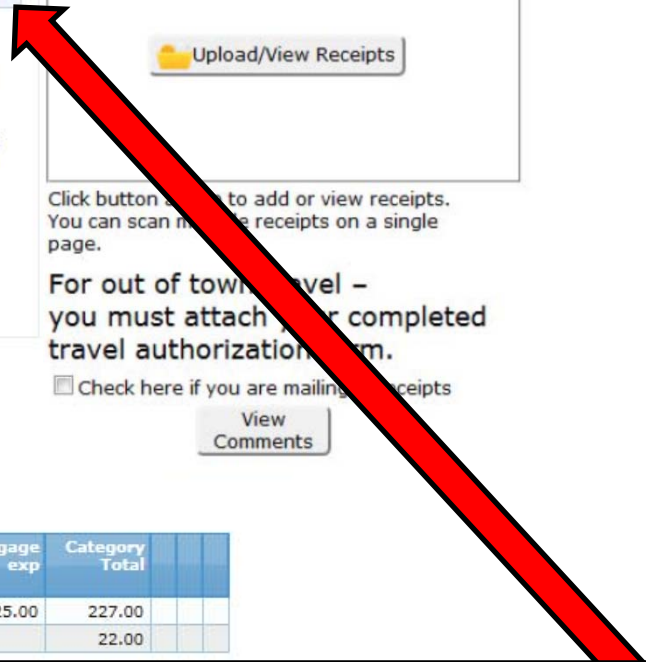 Upload/View Receipts
Click button to add or view receipts.
You can scan receipts on a single
page.
For out of town –
you must attach completed
travel authorization
Check here if you are mailing
View
Comments
exp Category
Total
227.00
22.00